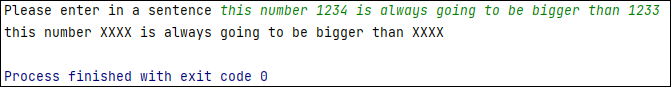 Please enter in a sentence this number 1234 is always going to be bigger than 1233
this number XXXX is always going to be bigger than XXXX
Process finished with exit code 0